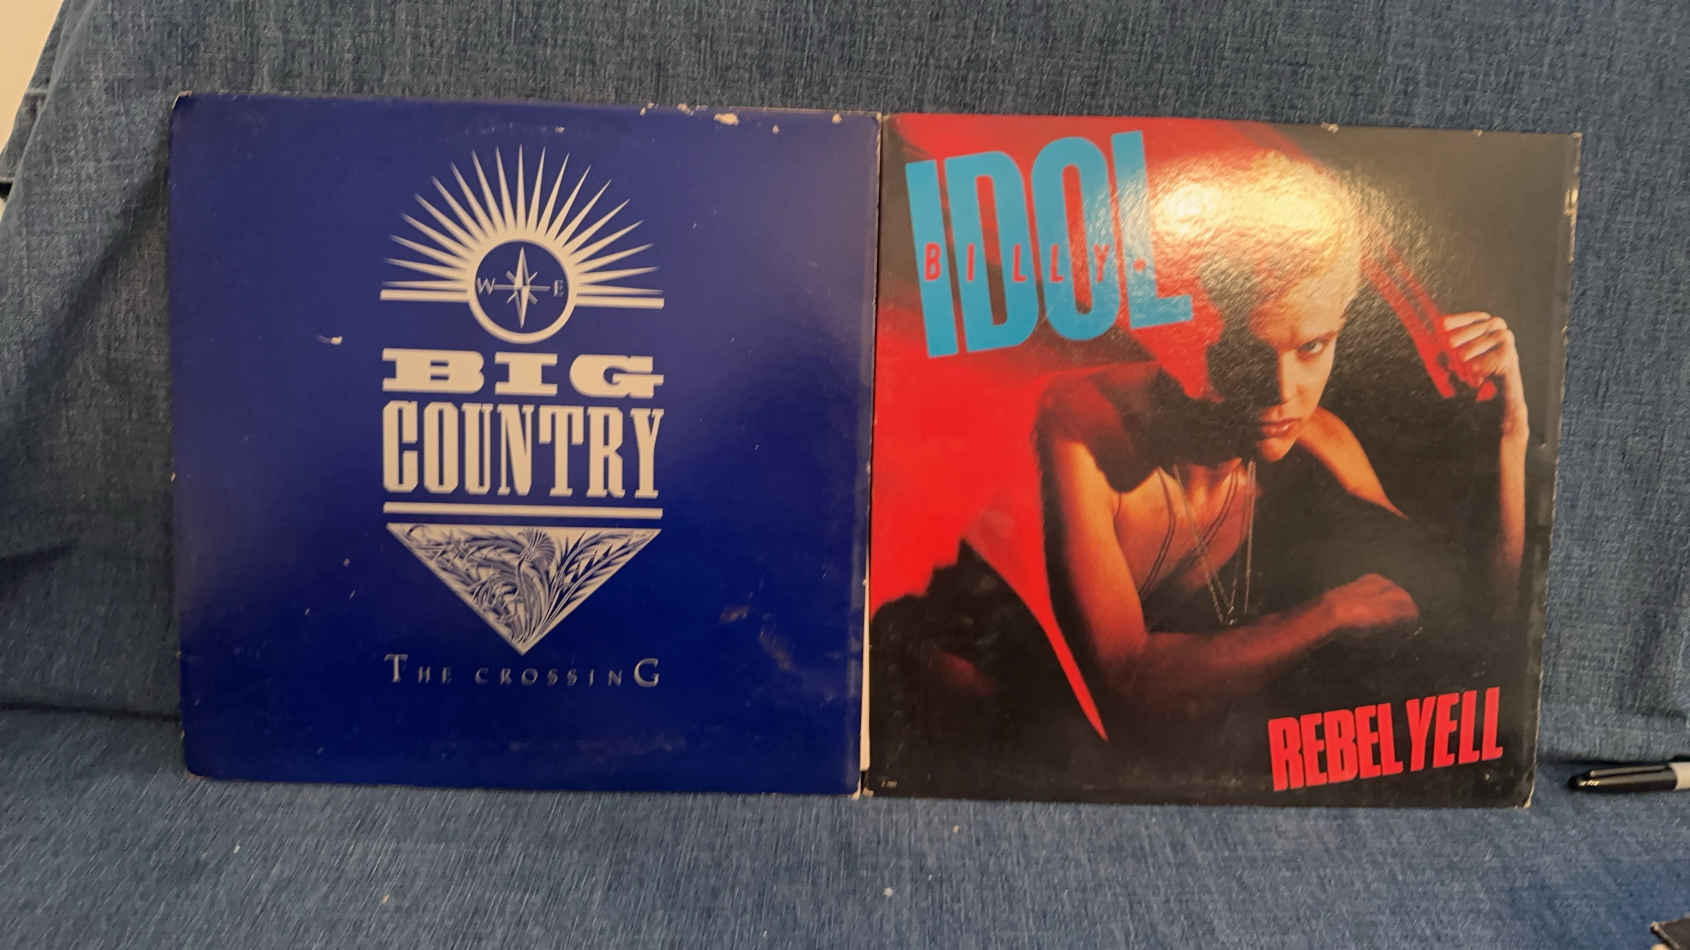 W E
BIG
COUNTRY
THE CROSSING
IDOL
BILLY
REBEL YELL